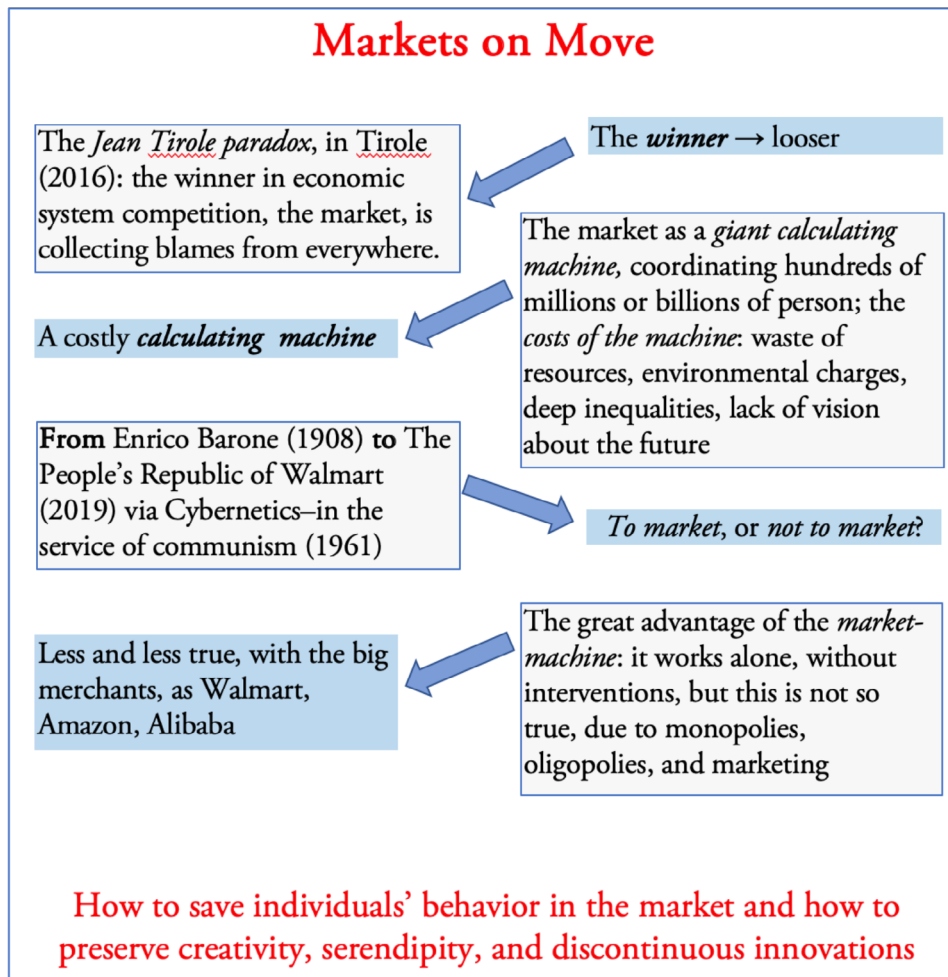 Markets on Move
The winner → looser
The Jean Tirole paradox, in Tirole
(2016): the winner in economic
system competition, the market, is
collecting blames from everywhere.
The market as a giant calculating
machine, coordinating hundreds of
millions or billions of person; the
costs of the machine: waste of
resources, environmental charges,
deep inequalities, lack of vision
about the future
A costly calculating machine
From Enrico Barone (1908) to The
People’s Republic of Walmart
(2019) via Cybernetics–in the
service of communism (1961)
To market, or not to market?
The great advantage of the market-
machine: it works alone, without
interventions, but this is not so
true, due to monopolies,
oligopolies, and marketing
Less and less true, with the big
merchants, as Walmart,
Amazon, Alibaba
How to save individuals’ behavior in the market and how to
preserve creativity, serendipity, and discontinuous innovations